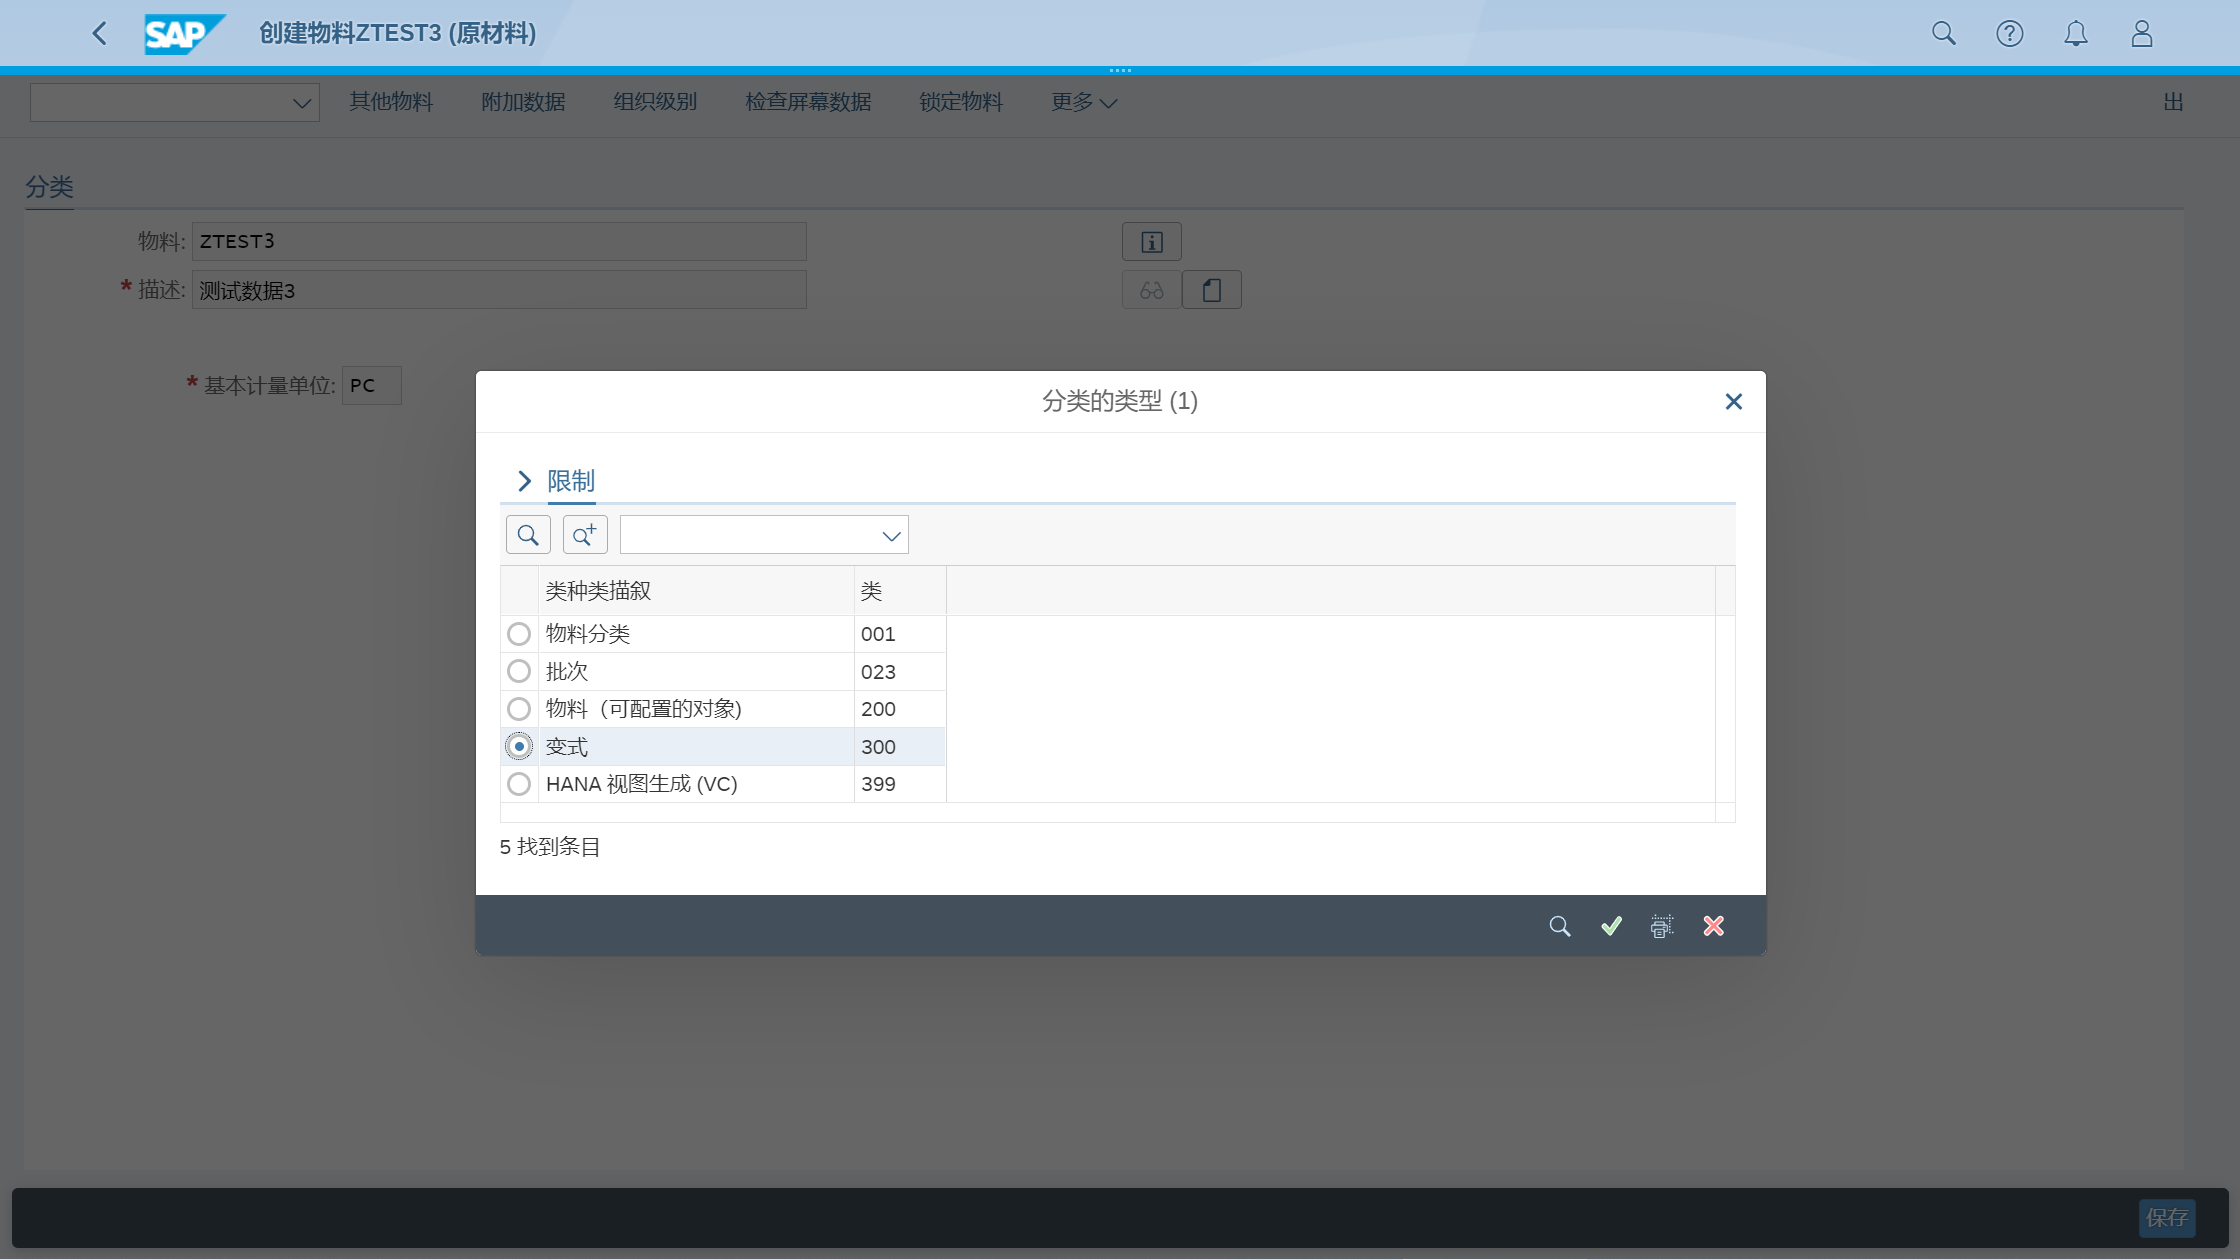 SAP 创建物料ZTEST3 (原材料)
其他物料 附加数据 组织级别 检查屏幕数据 锁定物料 更多 出
分类
物料: ZTEST3
* 描述: 测试数据3
* 基本计量单位: PC
分类的类型 (1)
限制
类种类描叙 类
物料分类 001
批次 023
物料（可配置的对象) 200
变式 300
HANA 视图生成 (VC) 399
5 找到条目
保存